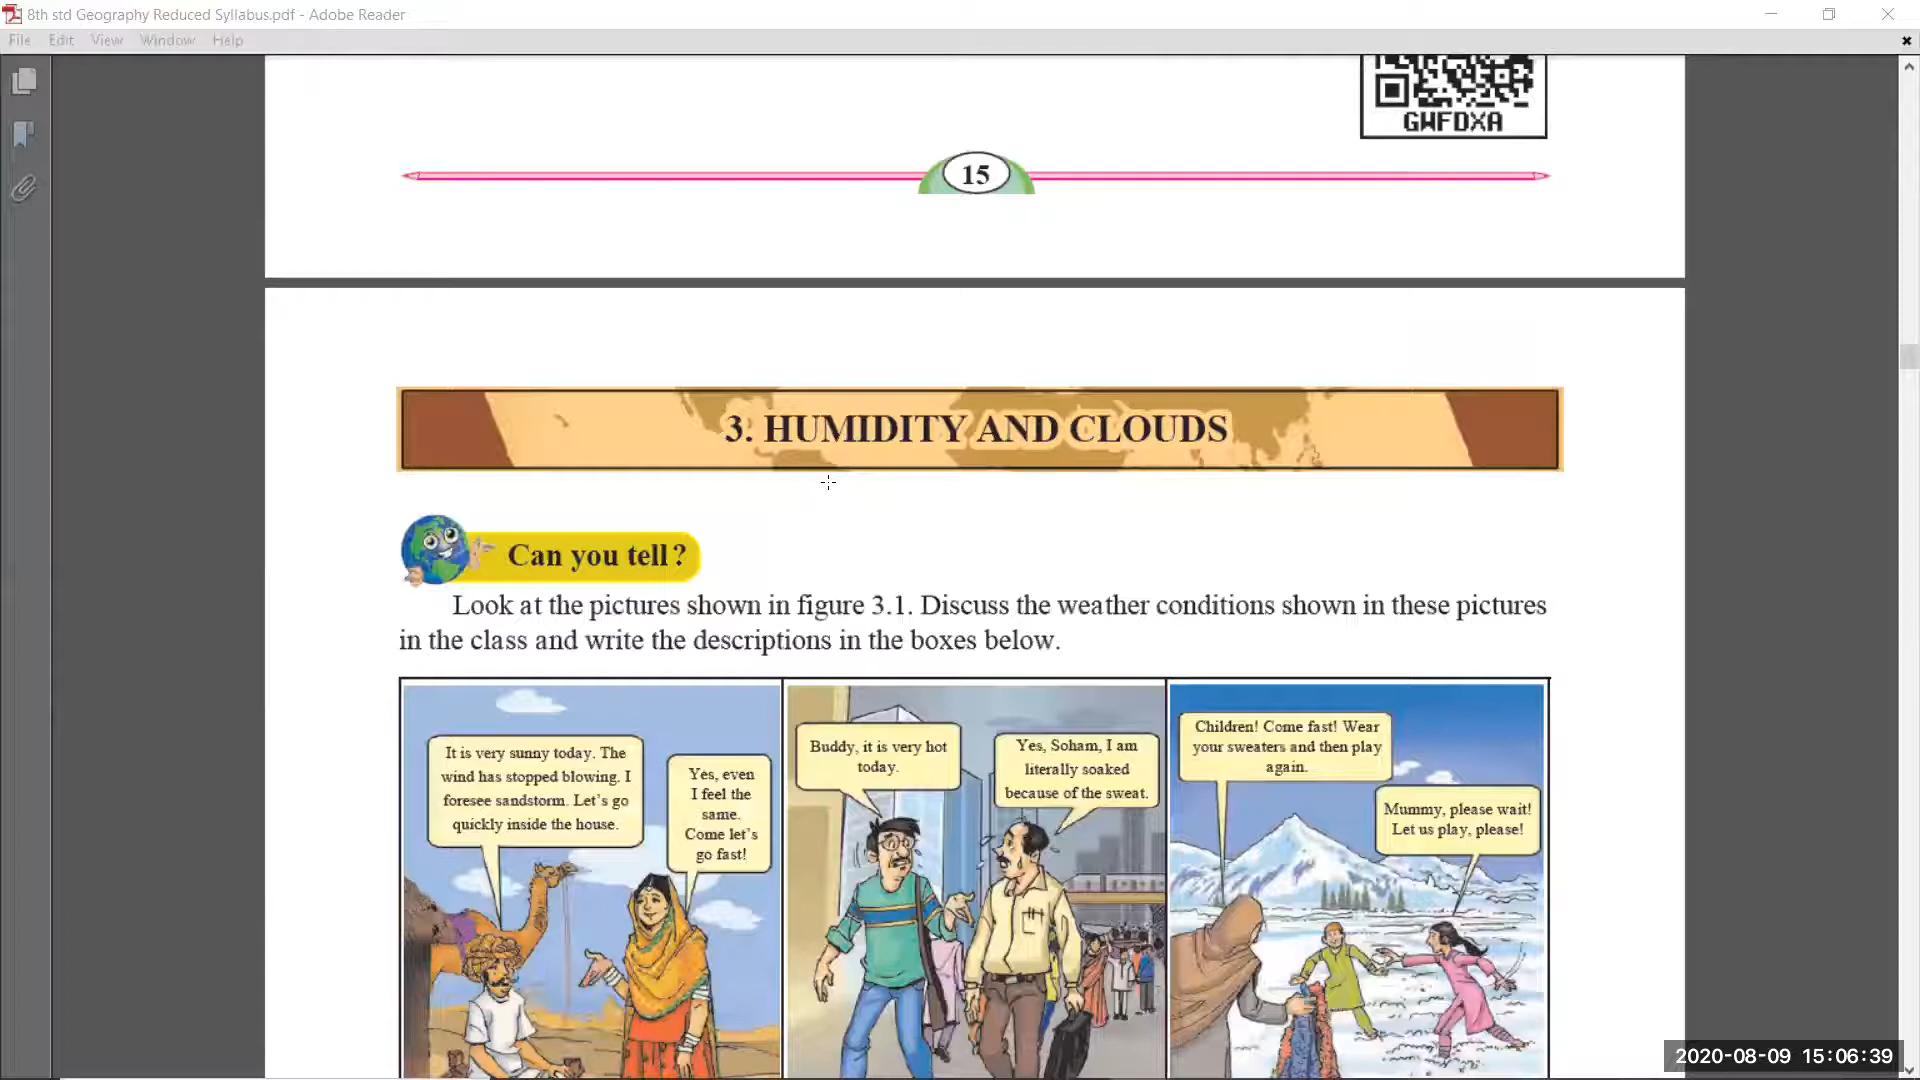 8th std Geography Reduced Syllabus.pdf - Adobe Reader
File Edit View Window Help
GWFDXA
15
3. HUMIDITY AND CLOUDS
Can you tell?
Look at the pictures shown in figure 3.1. Discuss the weather conditions shown in these pictures
in the class and write the descriptions in the boxes below.
It is very sunny today. The
wind has stopped blowing. I
foresee sandstorm. Let's go
quickly inside the house.
Yes, even
I feel the
same.
Come let's
go fast!
Buddy, it is very hot
today.
Yes, Soham, I am
literally soaked
because of the sweat.
Children! Come fast! Wear
your sweaters and then play
again.
Mummy, please wait!
Let us play, please!
2020-08-09 15:06:39